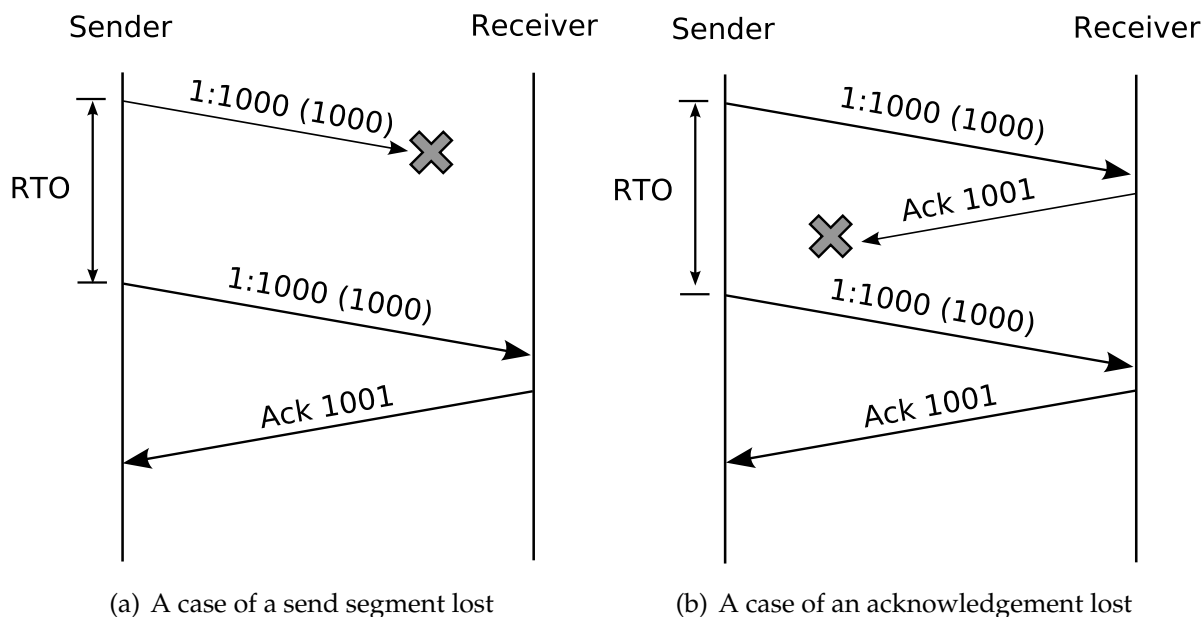 Sender
Receiver
1:1000 (1000)
RTO
1:1000 (1000)
Ack 1001
(a) A case of a send segment lost
Sender
Receiver
1:1000 (1000)
Ack 1001
RTO
1:1000 (1000)
Ack 1001
(b) A case of an acknowledgement lost